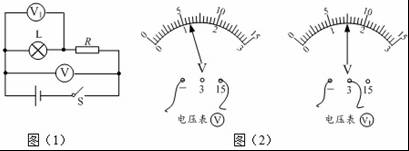 V₁
L
R
V
S
图（1）
0 5 10 15
0 1 2 3
V
— 3 15
电压表 V
图（2）
0 5 10 15
0 1 2 3
V
— 3 15
电压表 V₁